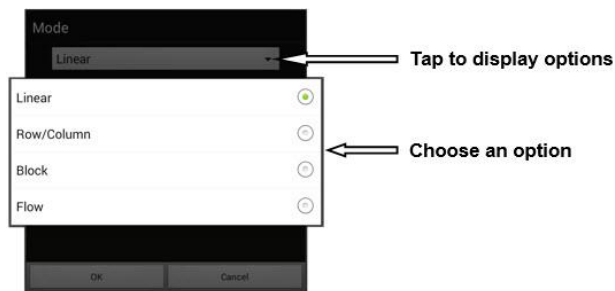 Mode
Linear
Tap to display options
Linear
Row/Column
Choose an option
Block
Flow
OK
Cancel